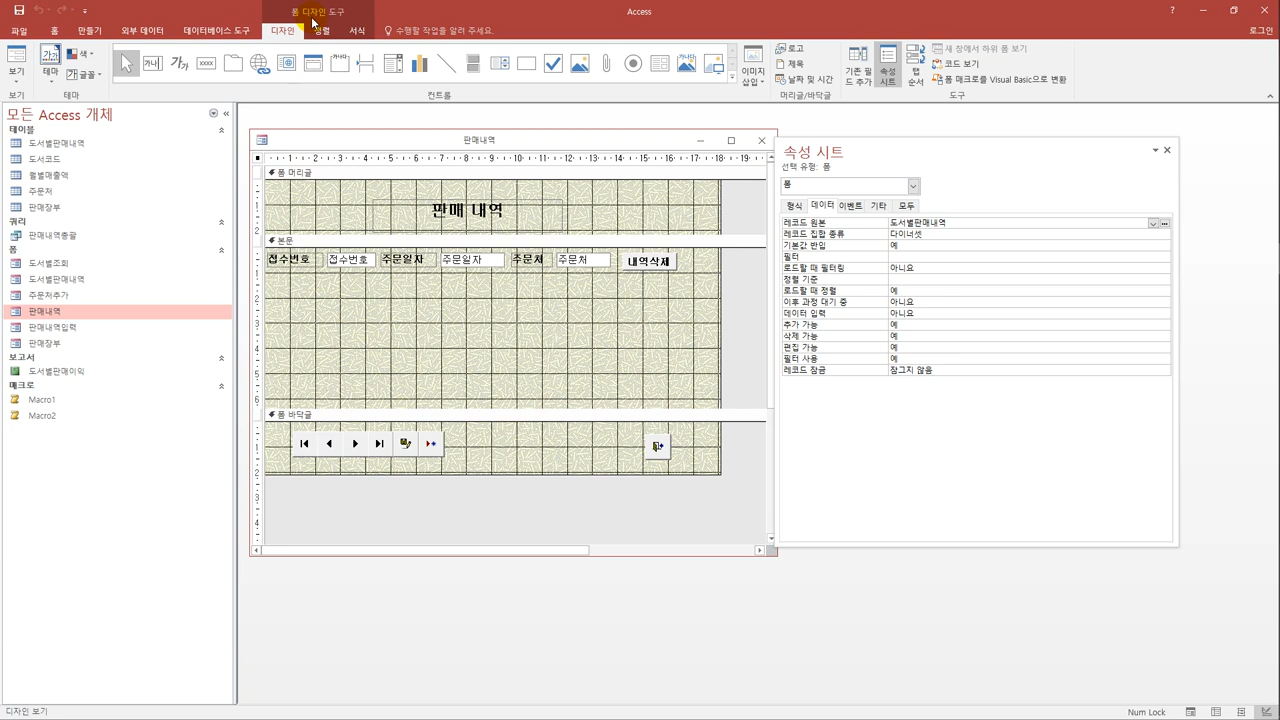 폼 디자인 도구
Access
파일 홈 만들기 외부 데이터 데이터베이스 도구 디자인 정렬 서식 수행할 작업을 알려 주세요.
로그인
보기
보기
가가
테마
색
글꼴
테마
가나
가가
xxxx
컨트롤
이미지 삽입
로고
제목
날짜 및 시간
머리글/바닥글
기존 필드 추가
속성 시트
탭 순서
새 창에서 하위 폼 보기
코드 보기
폼 매크로를 Visual Basic으로 변환
도구
모든 Access 개체
테이블
도서별판매내역
도서코드
월별매출액
주문처
판매장부
쿼리
판매내역총괄
폼
도서별조회
도서별판매내역
주문처추가
판매내역
판매내역입력
판매장부
보고서
도서별판매이익
매크로
Macro1
Macro2
판매내역
폼 머리글
판매 내역
본문
접수번호 접수번호 주문일자 주문일자 주문처 주문처 내역삭제
폼 바닥글
속성 시트
선택 유형: 폼
폼
형식 데이터 이벤트 기타 모두
레코드 원본 도서별판매내역
레코드 집합 종류 다이너셋
기본값 반입 예
필터
로드할 때 필터링 아니요
정렬 기준
로드할 때 정렬 예
이후 과정 대기 중 아니요
데이터 입력 아니요
추가 가능 예
삭제 가능 예
편집 가능 예
필터 사용 예
레코드 잠금 잠그지 않음
디자인 보기
Num Lock